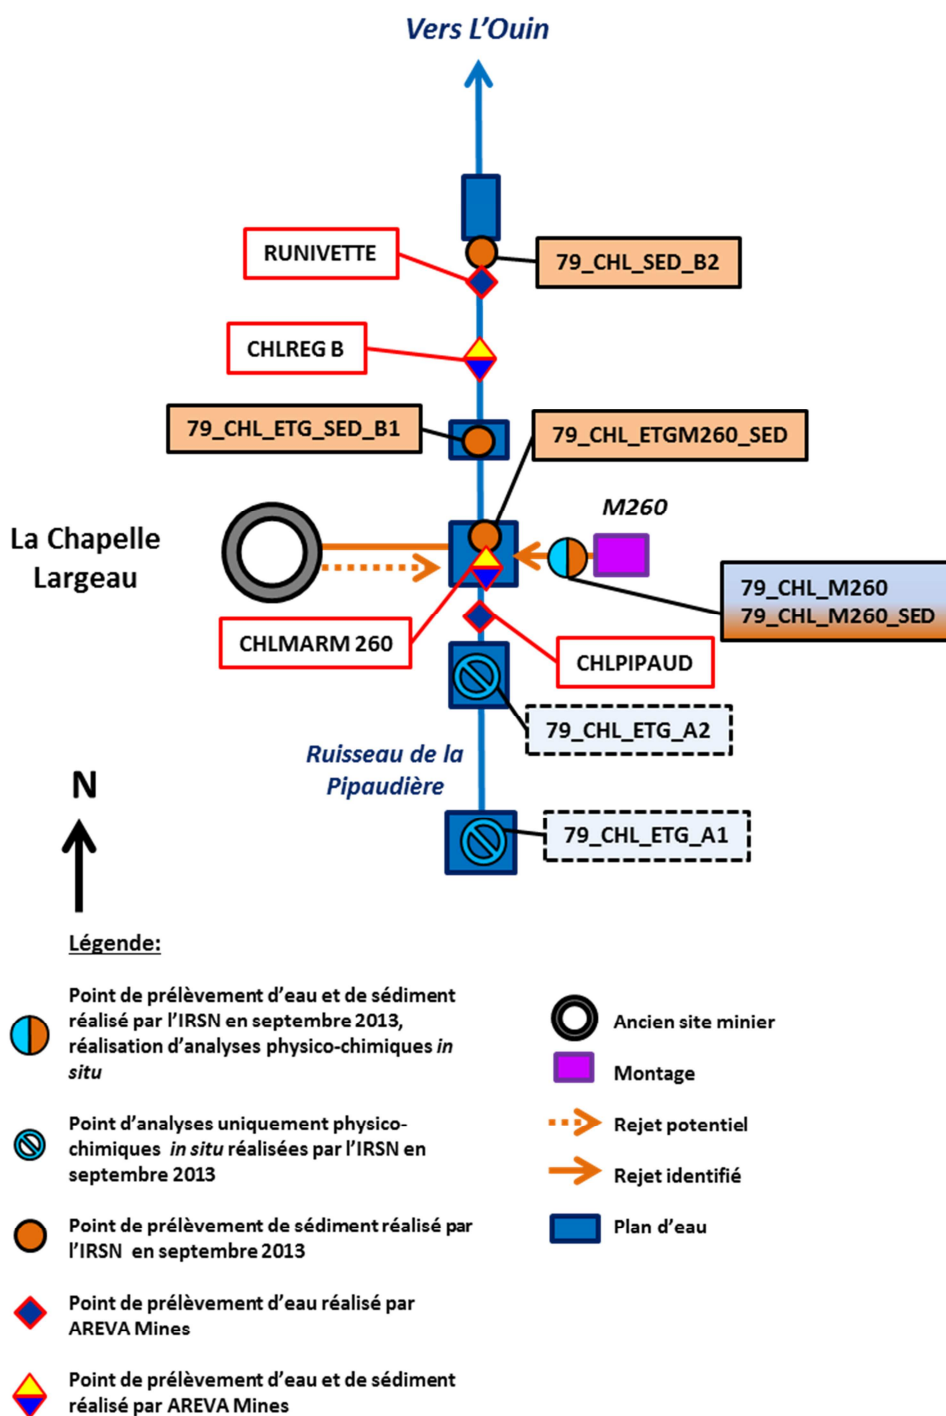 Vers L'Ouin
RUNIVETTE
79_CHL_SED_B2
CHLREG B
79_CHL_ETG_SED_B1
79_CHL_ETGM260_SED
M260
La Chapelle
Largeau
79_CHL_M260
79_CHL_M260_SED
CHLMARM 260
CHLPIPAUD
79_CHL_ETG_A2
Ruisseau de la
Pipaudière
N
79_CHL_ETG_A1
Légende:
Point de prélèvement d'eau et de sédiment
réalisé par l'IRSN en septembre 2013,
réalisation d'analyses physico-chimiques in
situ
Point d'analyses uniquement physico-
chimiques in situ réalisées par l'IRSN en
septembre 2013
Point de prélèvement de sédiment réalisé par
l'IRSN en septembre 2013
Point de prélèvement d'eau réalisé par
AREVA Mines
Point de prélèvement d'eau et de sédiment
réalisé par AREVA Mines
Ancien site minier
Montage
Rejet potentiel
Rejet identifié
Plan d'eau